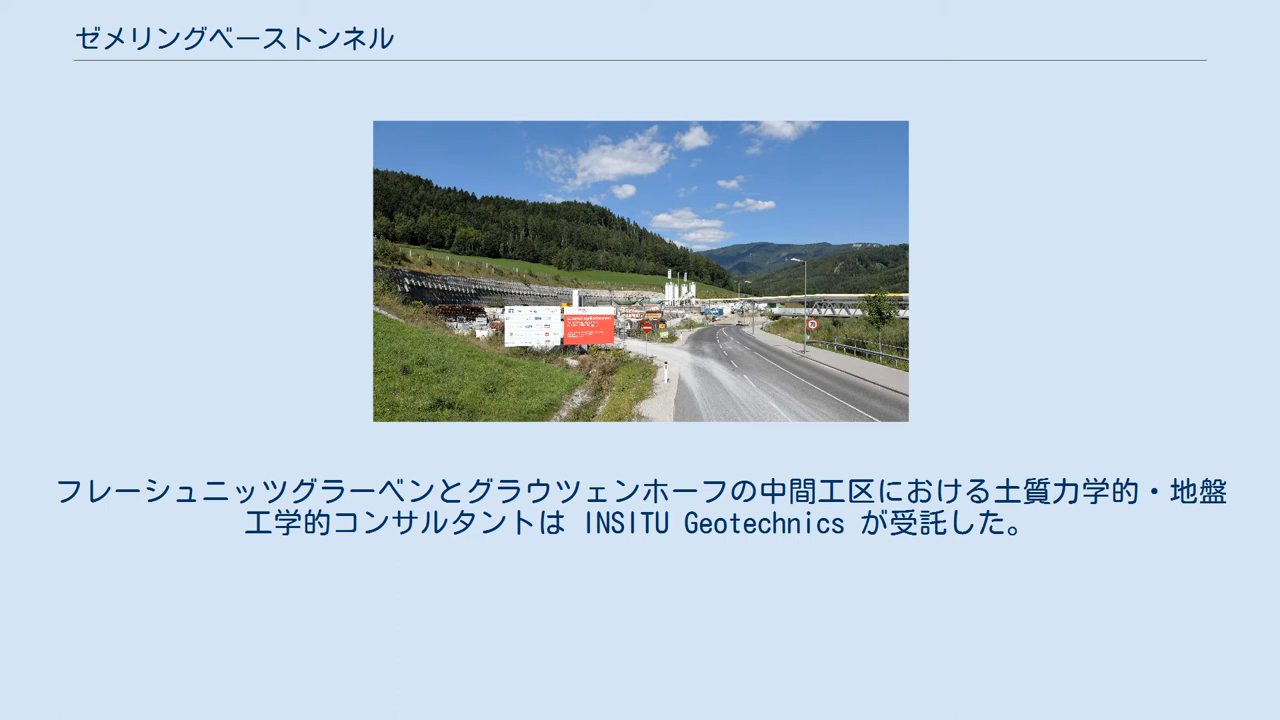 ゼメリングベーストンネル
フレーシュニッツグラーベンとグラウツェンホーフの中間工区における土質力学的・地盤
工学的コンサルタントは INSITU Geotechnics が受託した。